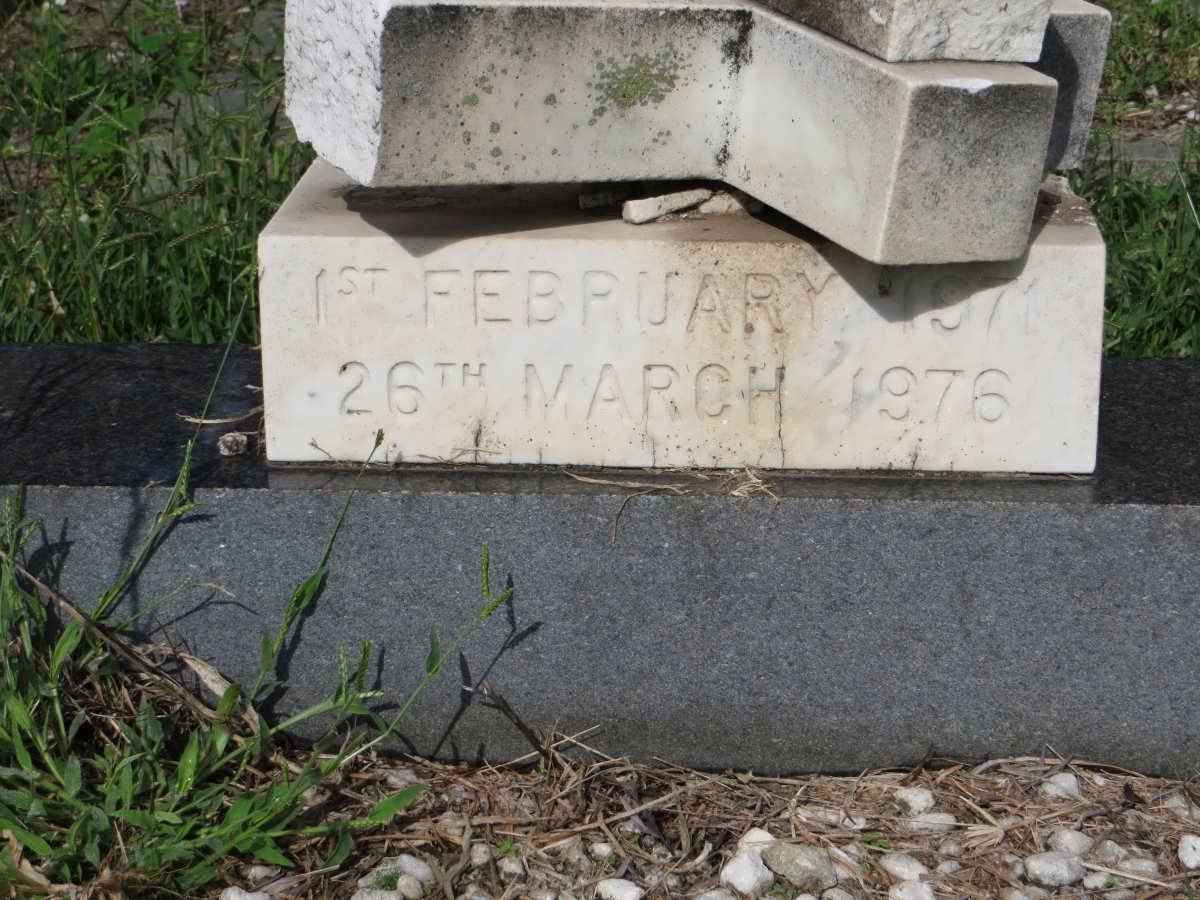 1ST FEBRUARY, 1971
26TH MARCH, 1976